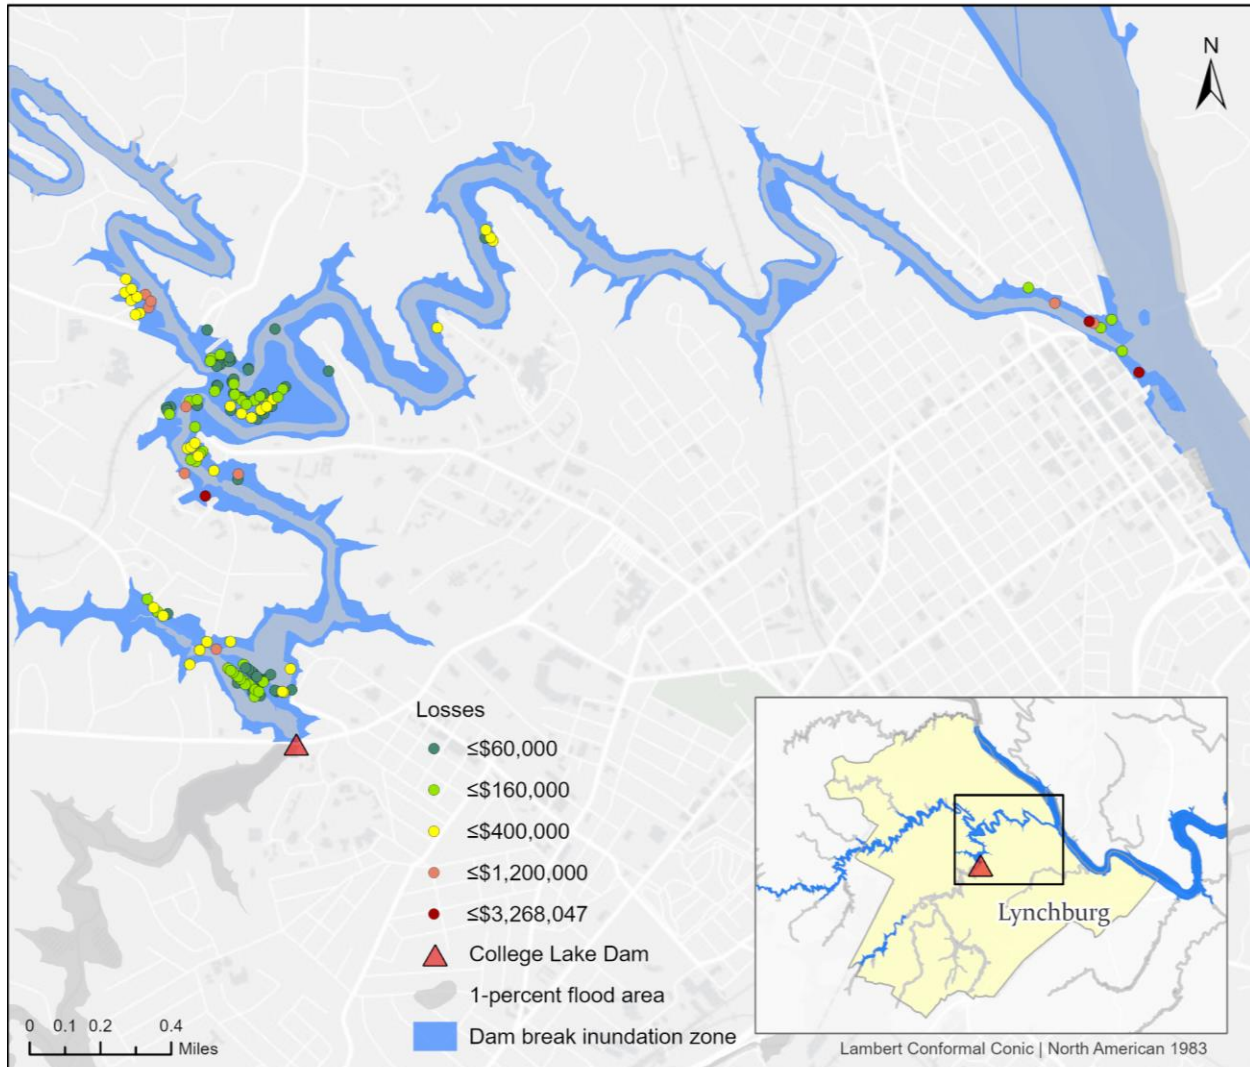 N
Losses
≤$60,000
≤$160,000
≤$400,000
≤$1,200,000
≤$3,268,047
College Lake Dam
1-percent flood area
Dam break inundation zone
0 0.1 0.2 0.4
Miles
Lynchburg
Lambert Conformal Conic | North American 1983